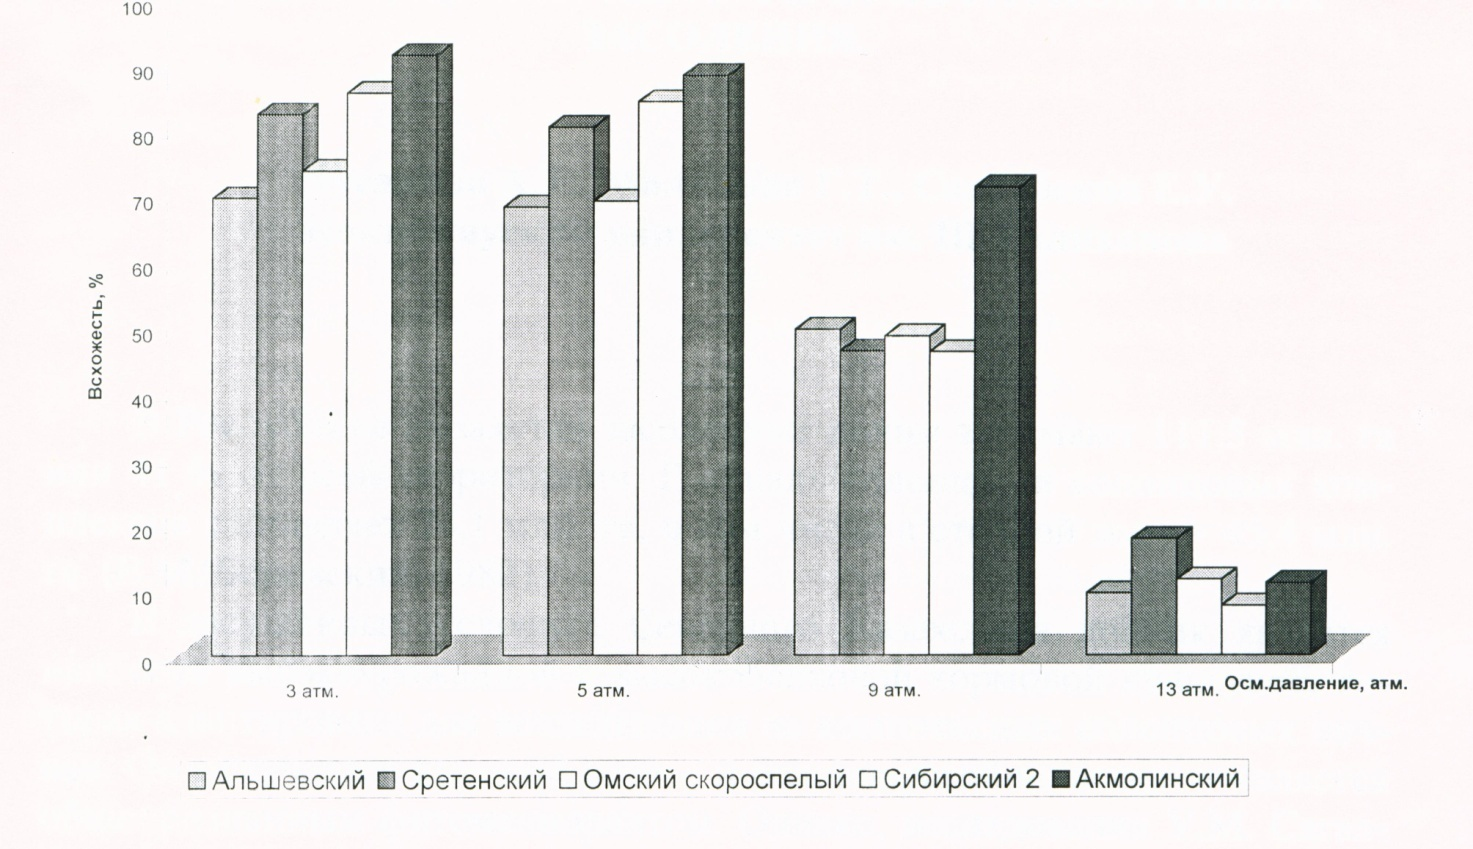 100
90
80
70
60
50
40
30
20
10
0
Всхожесть, %
3 атм.
5 атм.
9 атм.
13 атм.
Осм.давление, атм.
Альшевский
Сретенский
Омский скороспелый
Сибирский 2
Акмолинский